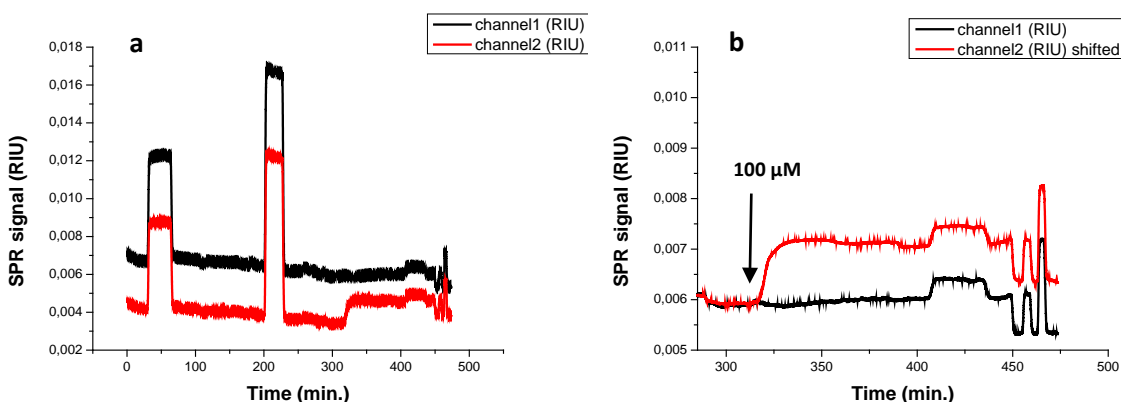 a
channel1 (RIU)
channel2 (RIU)
0,018
0,016
0,014
0,012
0,010
0,008
0,006
0,004
0,002
SPR signal (RIU)
0 100 200 300 400 500
Time (min.)
b
channel1 (RIU)
channel2 (RIU) shifted
0,011
0,010
0,009
0,008
0,007
0,006
0,005
SPR signal (RIU)
100 µM
300 350 400 450 500
Time (min.)